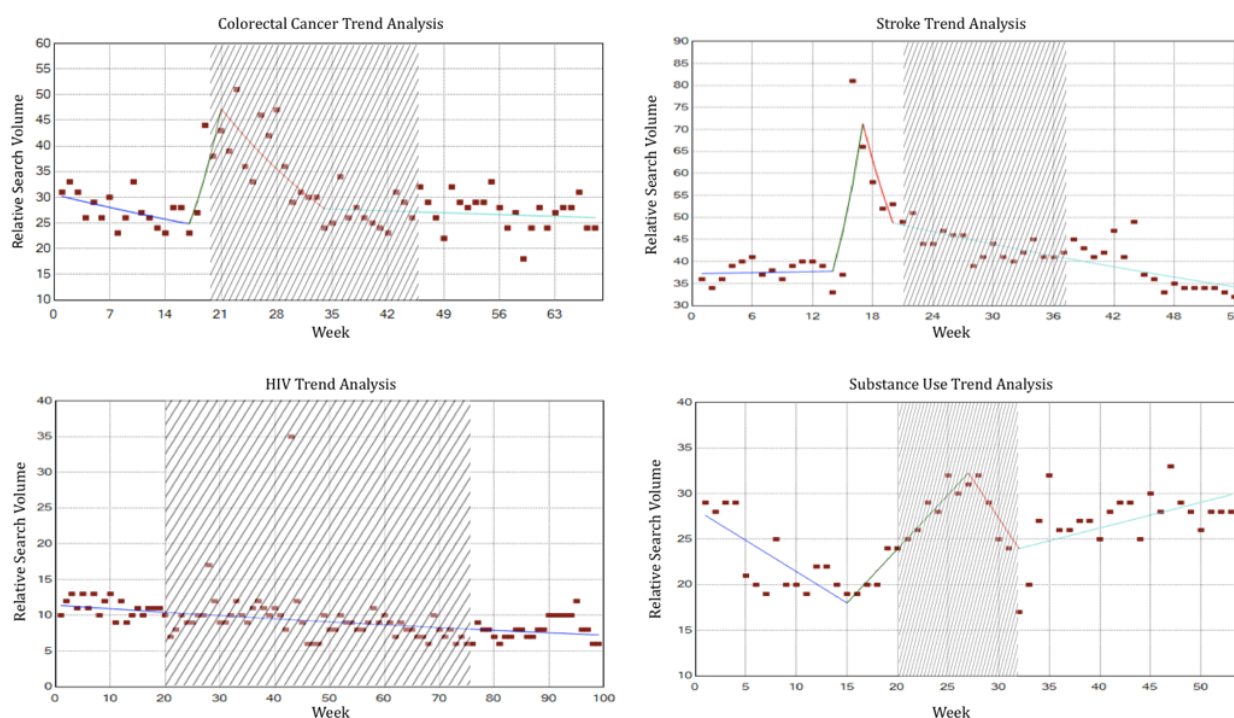 Colorectal Cancer Trend Analysis
Relative Search Volume
60
55
50
45
40
35
30
25
20
15
10
0 7 14 21 28 35 42 49 56 63
Week
Stroke Trend Analysis
Relative Search Volume
90
85
80
75
70
65
60
55
50
45
40
35
30
0 6 12 18 24 30 36 42 48
Week
HIV Trend Analysis
Relative Search Volume
40
35
30
25
20
15
10
5
0
0 10 20 30 40 50 60 70 80 90 100
Week
Substance Use Trend Analysis
Relative Search Volume
40
35
30
25
20
15
10
0 5 10 15 20 25 30 35 40 45 50
Week